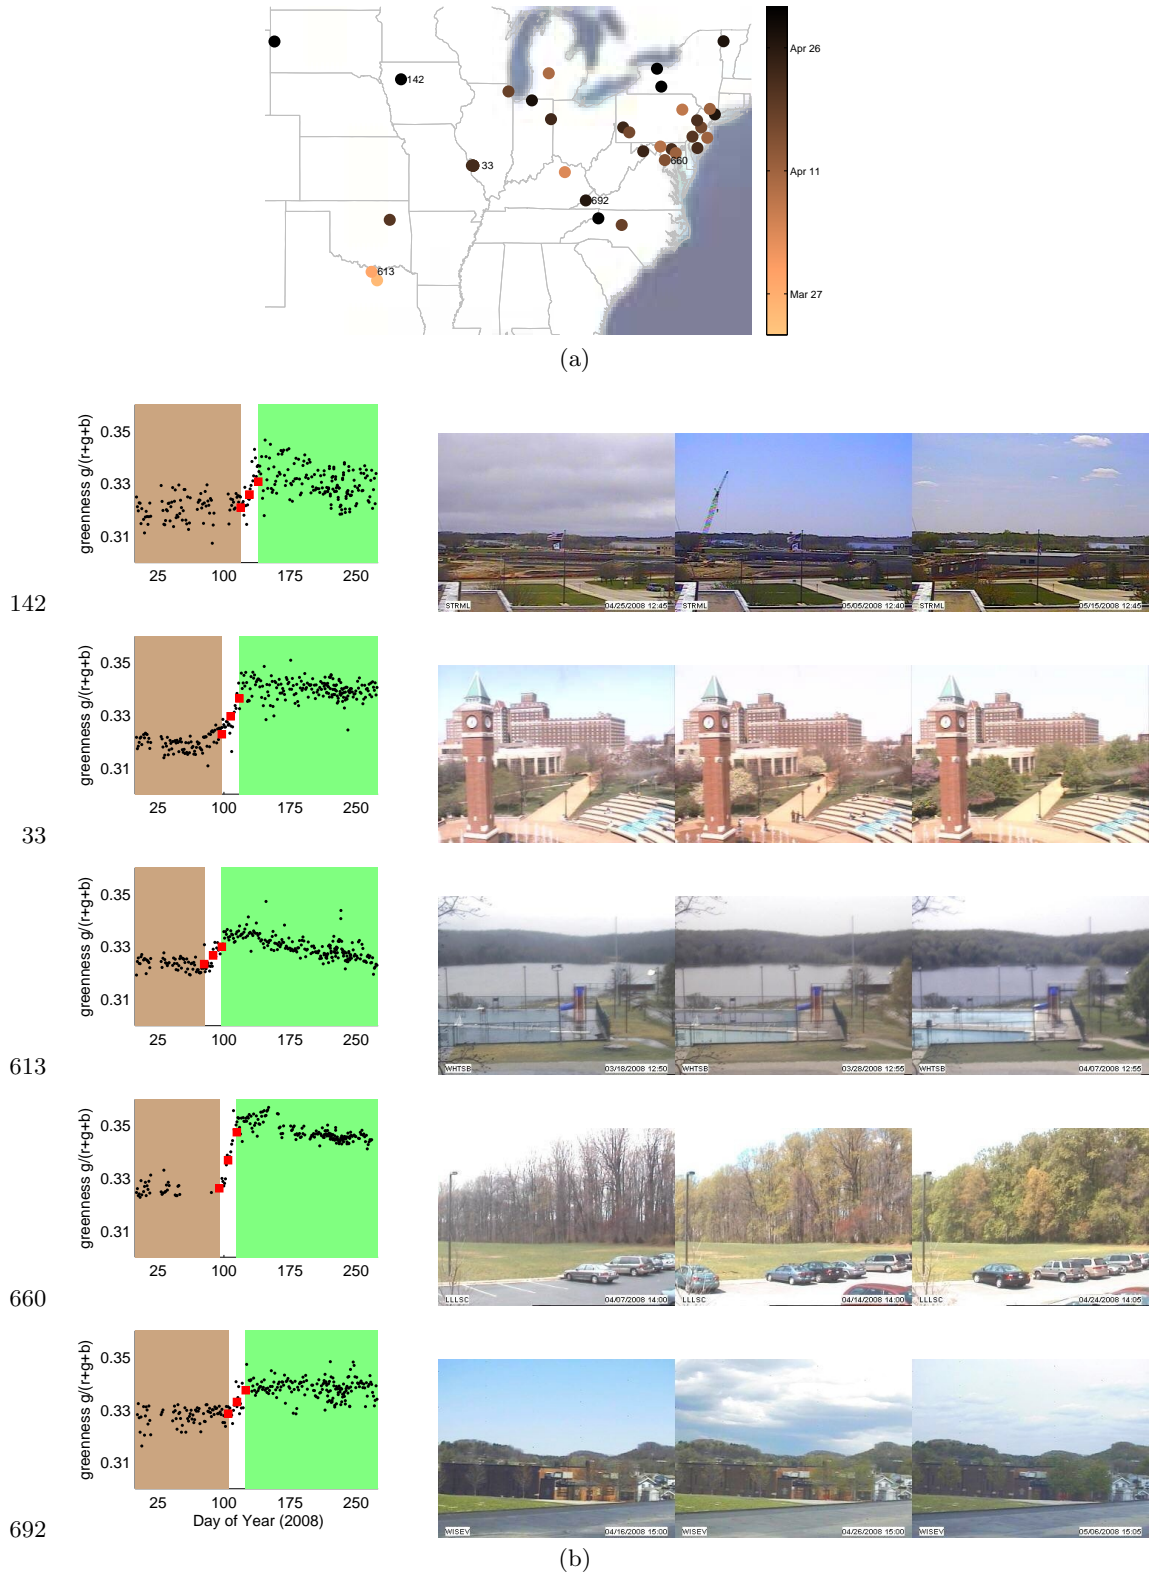 Apr 26
142
33
660
Apr 11
692
613
Mar 27
(a)
greenness g/(r+g+b)
0.35
0.33
0.31
25 100 175 250
142
STRML 04/25/2008 12:45
STRML 05/05/2008 12:40
STRML 05/15/2008 12:45
greenness g/(r+g+b)
0.35
0.33
0.31
25 100 175 250
33
greenness g/(r+g+b)
0.35
0.33
0.31
25 100 175 250
613
WHTSB 03/18/2008 12:50
WHTSB 03/28/2008 12:55
WHTSB 04/07/2008 12:55
greenness g/(r+g+b)
0.35
0.33
0.31
25 100 175 250
660
LLLSC 04/07/2008 14:00
LLLSC 04/14/2008 14:00
LLLSC 04/24/2008 14:05
greenness g/(r+g+b)
0.35
0.33
0.31
25 100 175 250
Day of Year (2008)
692
WISEV 04/16/2008 15:00
WISEV 04/26/2008 15:00
WISEV 05/06/2008 15:05
(b)